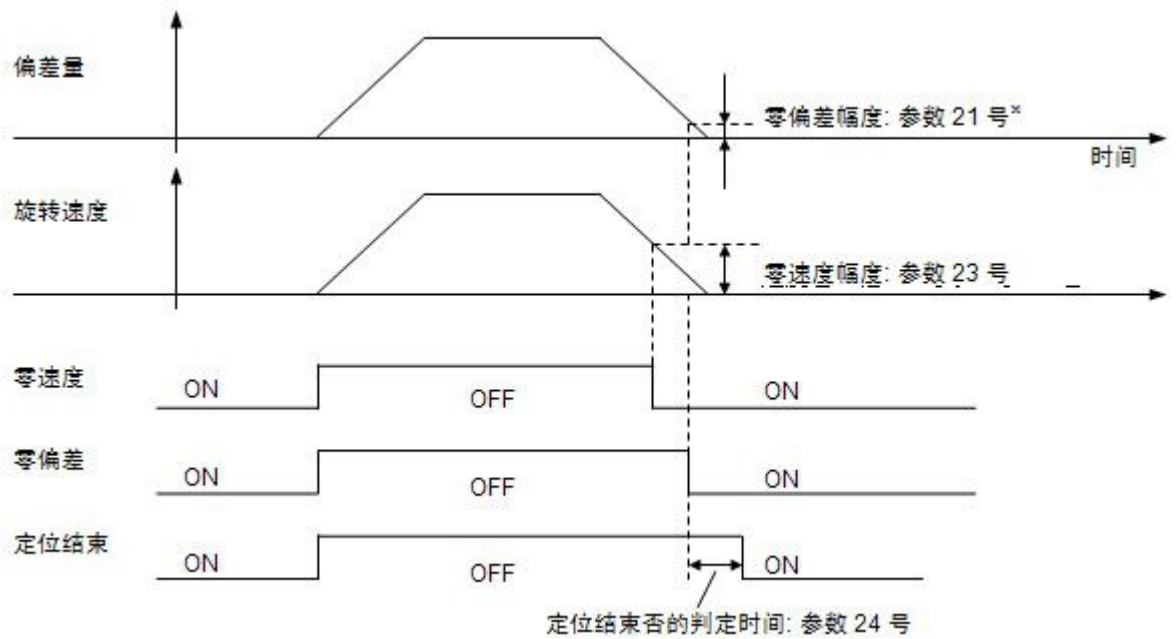 偏差量
零偏差幅度: 参数 21 号*
时间
旋转速度
零速度幅度: 参数 23 号
零速度
ON
OFF
ON
零偏差
ON
OFF
ON
定位结束
ON
OFF
ON
定位结束否的判定时间: 参数 24 号